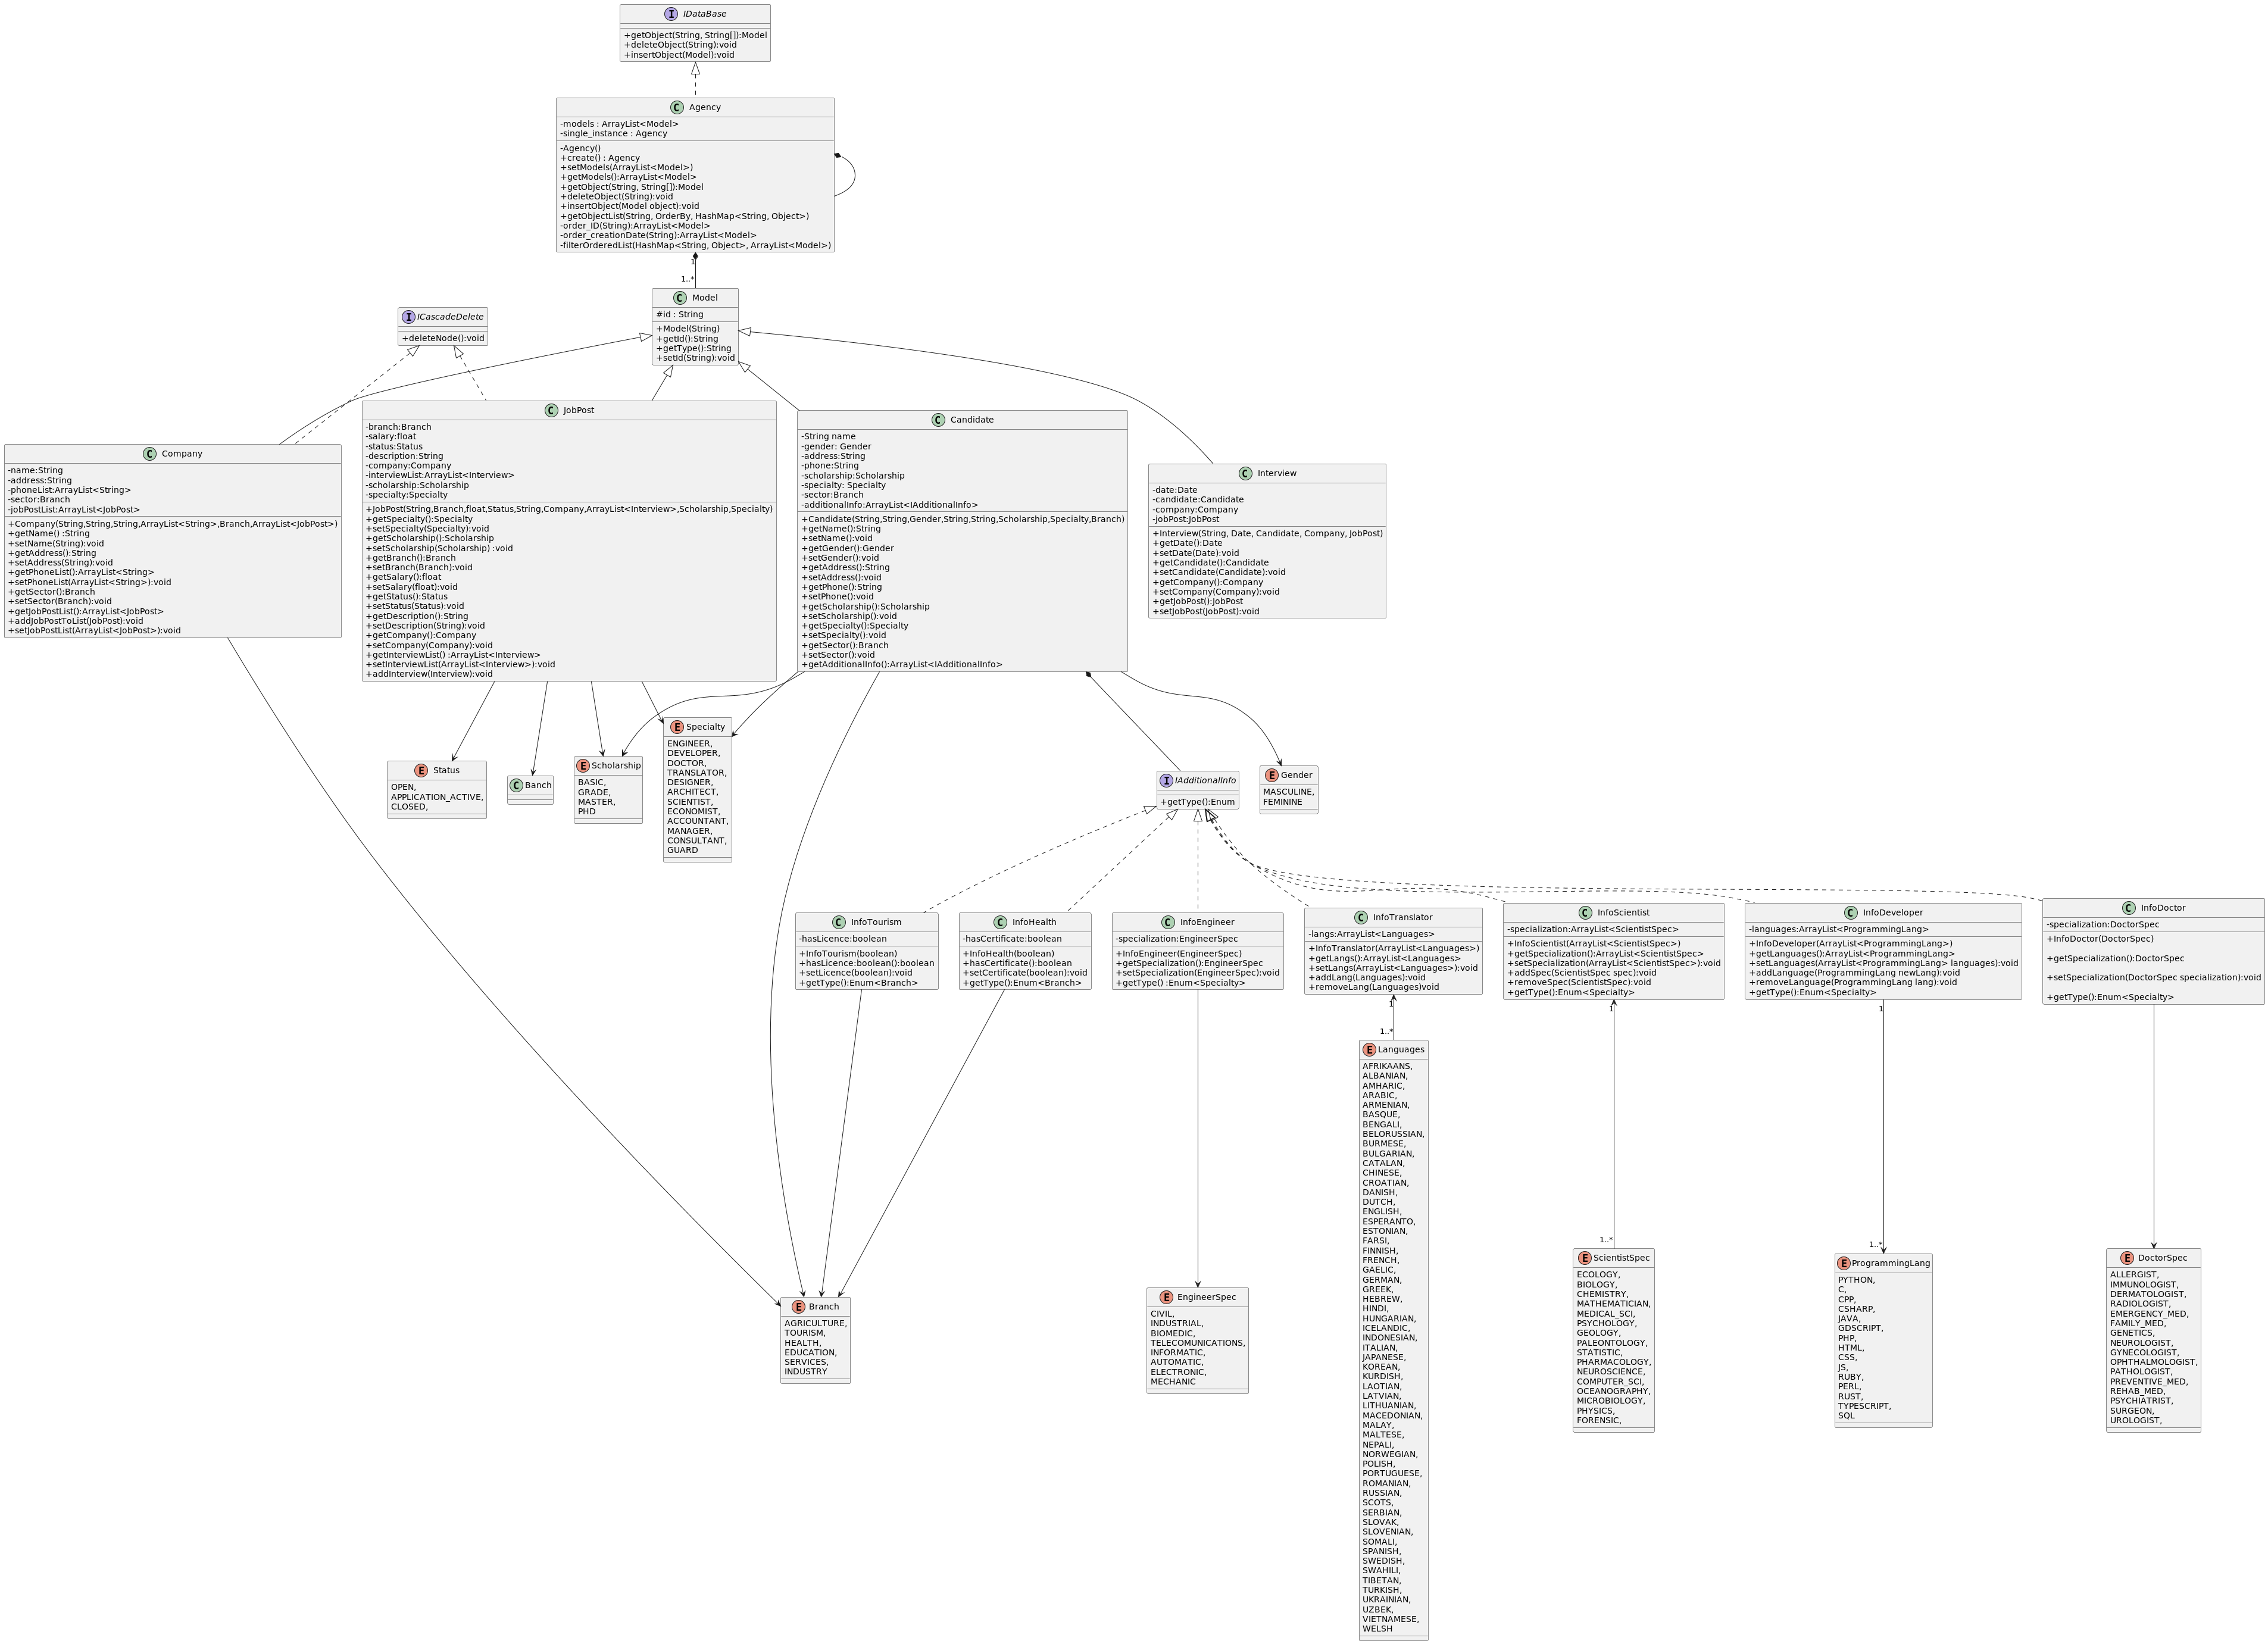 I IDataBase
+getObject(String, String[]):Model
+deleteObject(String):void
+insertObject(Model):void
C Agency
-models : ArrayList<Model>
-single_instance : Agency
-Agency()
+create() : Agency
+setModels(ArrayList<Model>)
+getModels():ArrayList<Model>
+getObject(String, String[]):Model
+deleteObject(String):void
+insertObject(Model object):void
+getObjectList(String, OrderBy, HashMap<String, Object>)
-order_ID(String):ArrayList<Model>
-order_creationDate(String):ArrayList<Model>
-filterOrderedList(HashMap<String, Object>, ArrayList<Model>)
1
1..*
C Model
#id : String
+Model(String)
+getId():String
+getType():String
+setId(String):void
I ICascadeDelete
+deleteNode():void
C Company
-name:String
-address:String
-phoneList:ArrayList<String>
-sector:Branch
-jobPostList:ArrayList<JobPost>
+Company(String,String,String,ArrayList<String>,Branch,ArrayList<JobPost>)
+getName() :String
+setName(String):void
+getAddress():String
+setAddress(String):void
+getPhoneList():ArrayList<String>
+setPhoneList(ArrayList<String>):void
+getSector():Branch
+setSector(Branch):void
+getJobPostList():ArrayList<JobPost>
+addJobPostToList(JobPost):void
+setJobPostList(ArrayList<JobPost>):void
C JobPost
-branch:Branch
-salary:float
-status:Status
-description:String
-company:Company
-interviewList:ArrayList<Interview>
-scholarship:Scholarship
-specialty:Specialty
+JobPost(String,Branch,float,Status,String,Company,ArrayList<Interview>,Scholarship,Specialty)
+getSpecialty():Specialty
+setSpecialty(Specialty):void
+getScholarship():Scholarship
+setScholarship(Scholarship) :void
+getBranch():Branch
+setBranch(Branch):void
+getSalary():float
+setSalary(float):void
+getStatus():Status
+setStatus(Status):void
+getDescription():String
+setDescription(String):void
+getCompany():Company
+setCompany(Company):void
+getInterviewList() :ArrayList<Interview>
+setInterviewList(ArrayList<Interview>):void
+addInterview(Interview):void
C Candidate
-String name
-gender: Gender
-address:String
-phone:String
-scholarship:Scholarship
-specialty: Specialty
-sector:Branch
-additionalInfo:ArrayList<IAdditionalInfo>
+Candidate(String,String,Gender,String,String,Scholarship,Specialty,Branch)
+getName():String
+setName():void
+getGender():Gender
+setGender():void
+getAddress():String
+setAddress():void
+getPhone():String
+setPhone():void
+getScholarship():Scholarship
+setScholarship():void
+getSpecialty():Specialty
+setSpecialty():void
+getSector():Branch
+setSector():void
+getAdditionalInfo():ArrayList<IAdditionalInfo>
C Interview
-date:Date
-candidate:Candidate
-company:Company
-jobPost:JobPost
+Interview(String, Date, Candidate, Company, JobPost)
+getDate():Date
+setDate(Date):void
+getCandidate():Candidate
+setCandidate(Candidate):void
+getCompany():Company
+setCompany(Company):void
+getJobPost():JobPost
+setJobPost(JobPost):void
E Status
OPEN,
APPLICATION_ACTIVE,
CLOSED,
C Banch
E Scholarship
BASIC,
GRADE,
MASTER,
PHD
E Specialty
ENGINEER,
DEVELOPER,
DOCTOR,
TRANSLATOR,
DESIGNER,
ARCHITECT,
SCIENTIST,
ECONOMIST,
ACCOUNTANT,
MANAGER,
CONSULTANT,
GUARD
I IAdditionalInfo
+getType():Enum
E Gender
MASCULINE,
FEMININE
C InfoTourism
-hasLicence:boolean
+InfoTourism(boolean)
+hasLicence:boolean():boolean
+setLicence(boolean):void
+getType():Enum<Branch>
C InfoHealth
-hasCertificate:boolean
+InfoHealth(boolean)
+hasCertificate():boolean
+setCertificate(boolean):void
+getType():Enum<Branch>
C InfoEngineer
-specialization:EngineerSpec
+InfoEngineer(EngineerSpec)
+getSpecialization():EngineerSpec
+setSpecialization(EngineerSpec):void
+getType() :Enum<Specialty>
C InfoTranslator
-langs:ArrayList<Languages>
+InfoTranslator(ArrayList<Languages>)
+getLangs():ArrayList<Languages>
+setLangs(ArrayList<Languages>):void
+addLang(Languages):void
+removeLang(Languages)void
1
1..*
C InfoScientist
-specialization:ArrayList<ScientistSpec>
+InfoScientist(ArrayList<ScientistSpec>)
+getSpecialization():ArrayList<ScientistSpec>
+setSpecialization(ArrayList<ScientistSpec>):void
+addSpec(ScientistSpec spec):void
+removeSpec(ScientistSpec):void
+getType():Enum<Specialty>
1
1..*
C InfoDeveloper
-languages:ArrayList<ProgrammingLang>
+InfoDeveloper(ArrayList<ProgrammingLang>)
+getLanguages():ArrayList<ProgrammingLang>
+setLanguages(ArrayList<ProgrammingLang> languages):void
+addLanguage(ProgrammingLang newLang):void
+removeLanguage(ProgrammingLang lang):void
+getType():Enum<Specialty>
1
1..*
C InfoDoctor
-specialization:DoctorSpec
+InfoDoctor(DoctorSpec)
+getSpecialization():DoctorSpec
+setSpecialization(DoctorSpec specialization):void
+getType():Enum<Specialty>
E Branch
AGRICULTURE,
TOURISM,
HEALTH,
EDUCATION,
SERVICES,
INDUSTRY
E EngineerSpec
CIVIL,
INDUSTRIAL,
BIOMEDIC,
TELECOMUNICATIONS,
INFORMATIC,
AUTOMATIC,
ELECTRONIC,
MECHANIC
E Languages
AFRIKAANS,
ALBANIAN,
AMHARIC,
ARABIC,
ARMENIAN,
BASQUE,
BENGALI,
BELORUSSIAN,
BURMESE,
BULGARIAN,
CATALAN,
CHINESE,
CROATIAN,
DANISH,
DUTCH,
ENGLISH,
ESPERANTO,
ESTONIAN,
FARSI,
FINNISH,
FRENCH,
GAELIC,
GERMAN,
GREEK,
HEBREW,
HINDI,
HUNGARIAN,
ICELANDIC,
INDONESIAN,
ITALIAN,
JAPANESE,
KOREAN,
KURDISH,
LAOTIAN,
LATVIAN,
LITHUANIAN,
MACEDONIAN,
MALAY,
MALTESE,
NEPALI,
NORWEGIAN,
POLISH,
PORTUGUESE,
ROMANIAN,
RUSSIAN,
SCOTS,
SERBIAN,
SLOVAK,
SLOVENIAN,
SOMALI,
SPANISH,
SWEDISH,
SWAHILI,
TIBETAN,
TURKISH,
UKRAINIAN,
UZBEK,
VIETNAMESE,
WELSH
E ScientistSpec
ECOLOGY,
BIOLOGY,
CHEMISTRY,
MATHEMATICIAN,
MEDICAL_SCI,
PSYCHOLOGY,
GEOLOGY,
PALEONTOLOGY,
STATISTIC,
PHARMACOLOGY,
NEUROSCIENCE,
COMPUTER_SCI,
OCEANOGRAPHY,
MICROBIOLOGY,
PHYSICS,
FORENSIC,
E ProgrammingLang
PYTHON,
C,
CPP,
CSHARP,
JAVA,
GDSCRIPT,
PHP,
HTML,
CSS,
JS,
RUBY,
PERL,
RUST,
TYPESCRIPT,
SQL
E DoctorSpec
ALLERGIST,
IMMUNOLOGIST,
DERMATOLOGIST,
RADIOLOGIST,
EMERGENCY_MED,
FAMILY_MED,
GENETICS,
NEUROLOGIST,
GYNECOLOGIST,
OPHTHALMOLOGIST,
PATHOLOGIST,
PREVENTIVE_MED,
REHAB_MED,
PSYCHIATRIST,
SURGEON,
UROLOGIST,